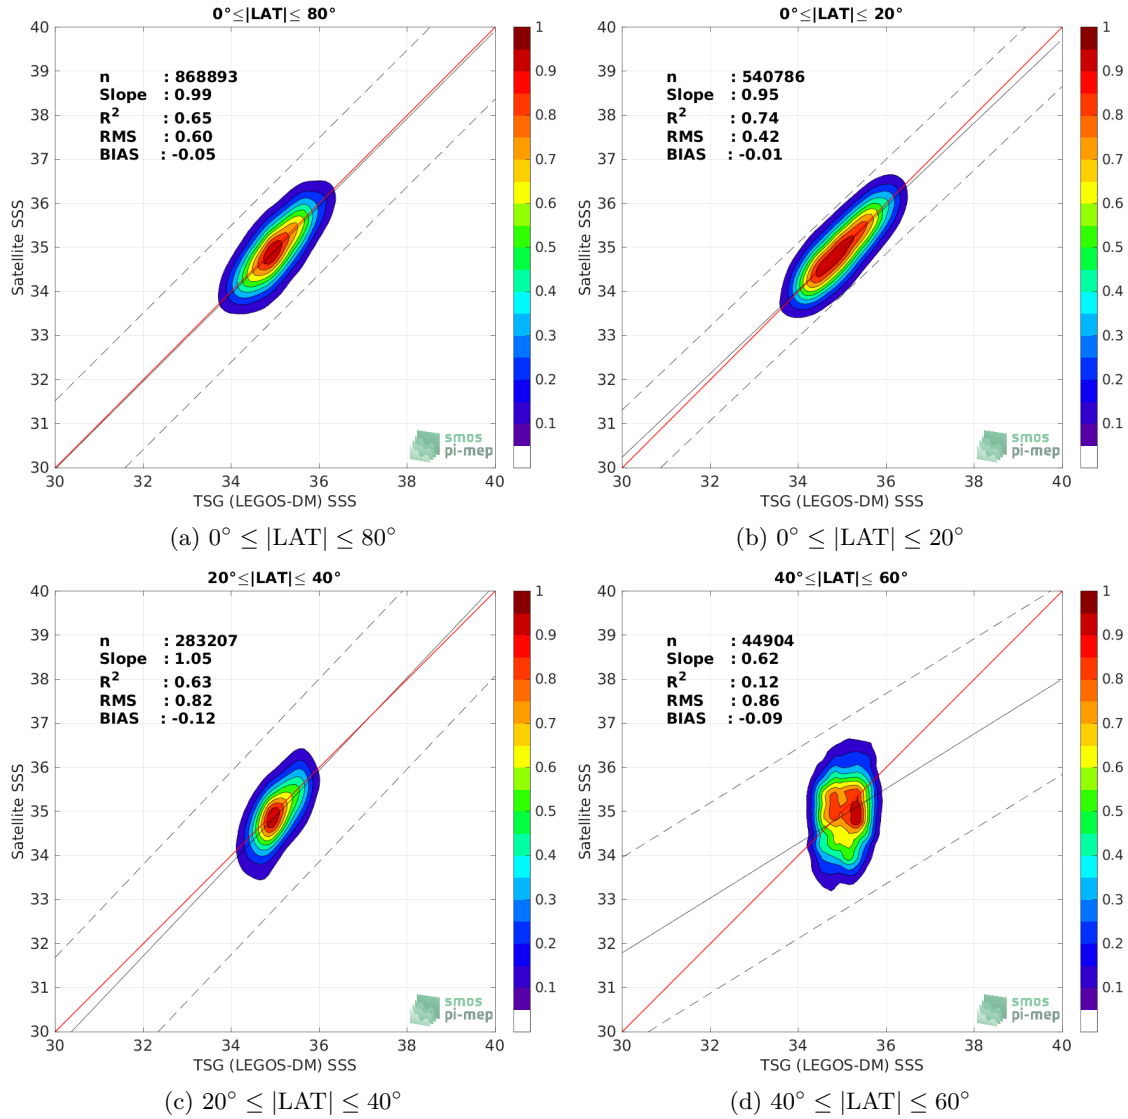 0°≤|LAT|≤ 80°
n : 868893
Slope : 0.99
R² : 0.65
RMS : 0.60
BIAS : -0.05
Satellite SSS
40
39
38
37
36
35
34
33
32
31
30
30 32 34 36 38 40
TSG (LEGOS-DM) SSS
1
0.9
0.8
0.7
0.6
0.5
0.4
0.3
0.2
0.1
smos
pi-mep
(a) 0° ≤ |LAT| ≤ 80°
0°≤|LAT|≤ 20°
n : 540786
Slope : 0.95
R² : 0.74
RMS : 0.42
BIAS : -0.01
Satellite SSS
40
39
38
37
36
35
34
33
32
31
30
30 32 34 36 38 40
TSG (LEGOS-DM) SSS
1
0.9
0.8
0.7
0.6
0.5
0.4
0.3
0.2
0.1
smos
pi-mep
(b) 0° ≤ |LAT| ≤ 20°
20°≤|LAT|≤ 40°
n : 283207
Slope : 1.05
R² : 0.63
RMS : 0.82
BIAS : -0.12
Satellite SSS
40
39
38
37
36
35
34
33
32
31
30
30 32 34 36 38 40
TSG (LEGOS-DM) SSS
1
0.9
0.8
0.7
0.6
0.5
0.4
0.3
0.2
0.1
smos
pi-mep
(c) 20° ≤ |LAT| ≤ 40°
40°≤|LAT|≤ 60°
n : 44904
Slope : 0.62
R² : 0.12
RMS : 0.86
BIAS : -0.09
Satellite SSS
40
39
38
37
36
35
34
33
32
31
30
30 32 34 36 38 40
TSG (LEGOS-DM) SSS
1
0.9
0.8
0.7
0.6
0.5
0.4
0.3
0.2
0.1
smos
pi-mep
(d) 40° ≤ |LAT| ≤ 60°